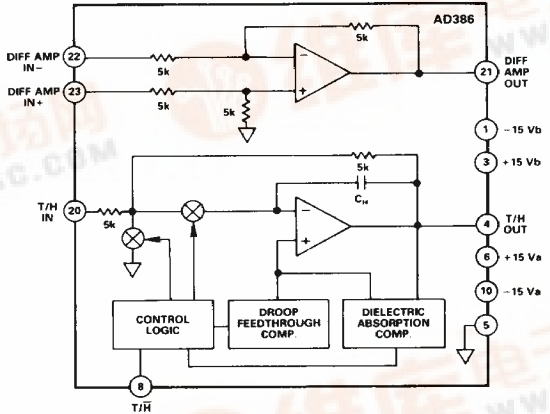 AD386
5k
DIFF AMP
IN-
22
5k
DIFF AMP
IN+
23
5k
5k
21
DIFF
AMP
OUT
1
-15 Vb
3
+15 Vb
5k
CH
T/H
IN
20
5k
4
T/H
OUT
6
+15 Va
10
-15 Va
5
CONTROL
LOGIC
DROOP
FEEDTHROUGH
COMP.
DIELECTRIC
ABSORPTION
COMP.
8
T/H̅